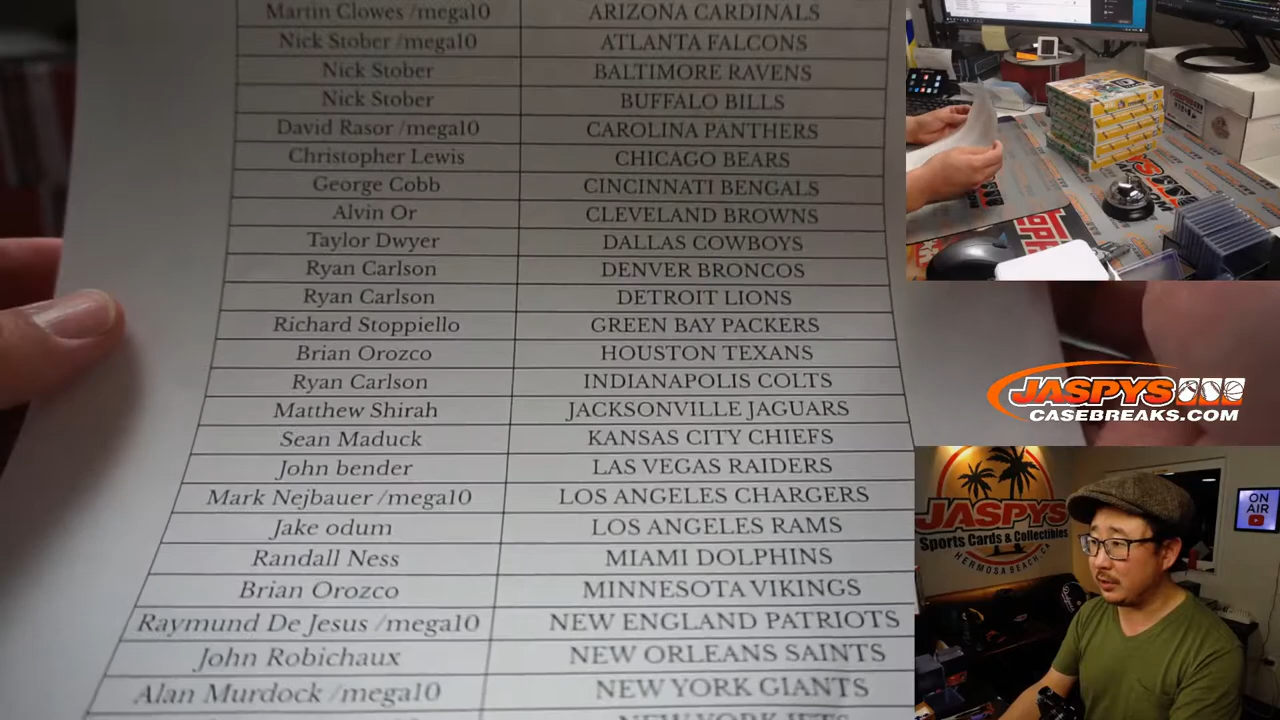 Martin Clowes /mega10 ARIZONA CARDINALS
Nick Stober /mega10 ATLANTA FALCONS
Nick Stober BALTIMORE RAVENS
Nick Stober BUFFALO BILLS
David Rasor /mega10 CAROLINA PANTHERS
Christopher Lewis CHICAGO BEARS
George Cobb CINCINNATI BENGALS
Alvin Or CLEVELAND BROWNS
Taylor Dwyer DALLAS COWBOYS
Ryan Carlson DENVER BRONCOS
Ryan Carlson DETROIT LIONS
Richard Stoppiello GREEN BAY PACKERS
Brian Orozco HOUSTON TEXANS
Ryan Carlson INDIANAPOLIS COLTS
Matthew Shirah JACKSONVILLE JAGUARS
Sean Maduck KANSAS CITY CHIEFS
John bender LAS VEGAS RAIDERS
Mark Nejbauer /mega10 LOS ANGELES CHARGERS
Jake odum LOS ANGELES RAMS
Randall Ness MIAMI DOLPHINS
Brian Orozco MINNESOTA VIKINGS
Raymund De Jesus /mega10 NEW ENGLAND PATRIOTS
John Robichaux NEW ORLEANS SAINTS
Alan Murdock /mega10 NEW YORK GIANTS
NEW YORK JETS
JASPYS
CASEBREAKS.COM
JASPYS
Sports Cards & Collectibles
HERMOSA BEACH, CA
ON
AIR